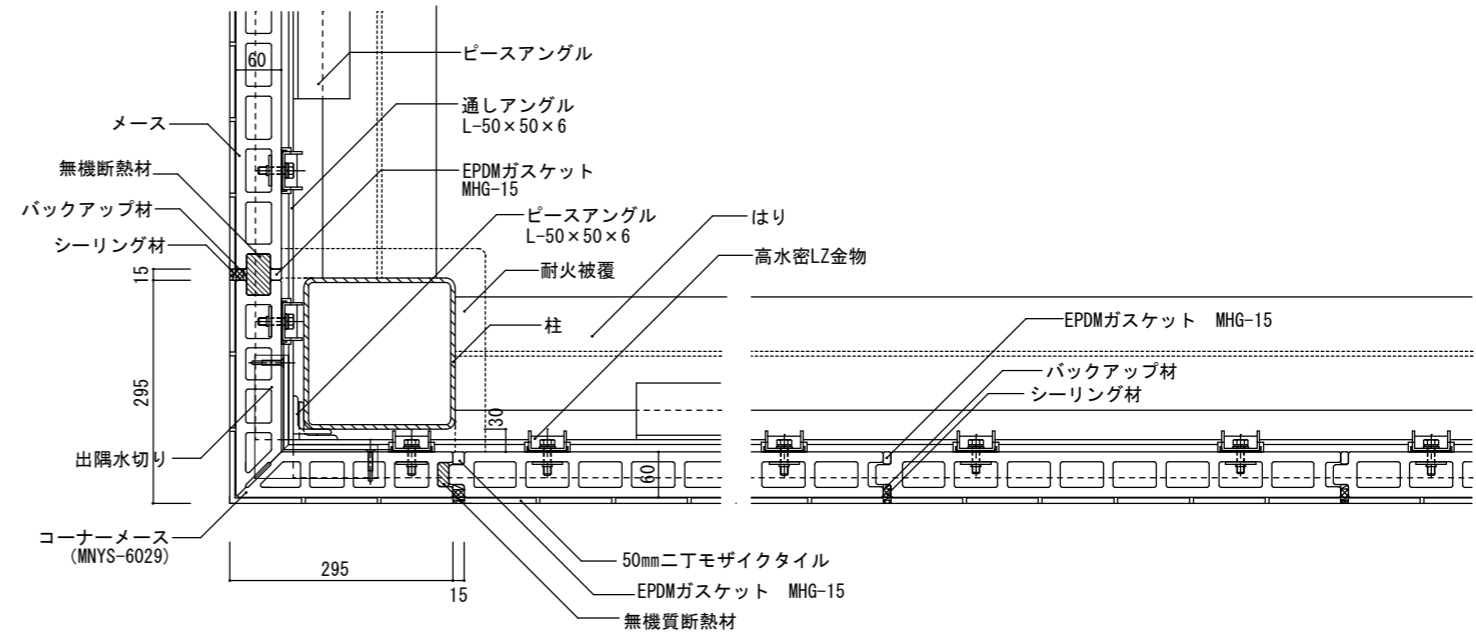 ピースアングル
60
通しアングル
L-50×50×6
メース
無機断熱材
EPDMガスケット
MHG-15
バックアップ材
ピースアングル
L-50×50×6
はり
シーリング材
高水密LZ金物
耐火被覆
15
柱
EPDMガスケット　MHG-15
バックアップ材
シーリング材
295
30
出隅水切り
60
コーナーメース
(MNYS-6029)
295
15
50mm二丁モザイクタイル
EPDMガスケット　MHG-15
無機質断熱材